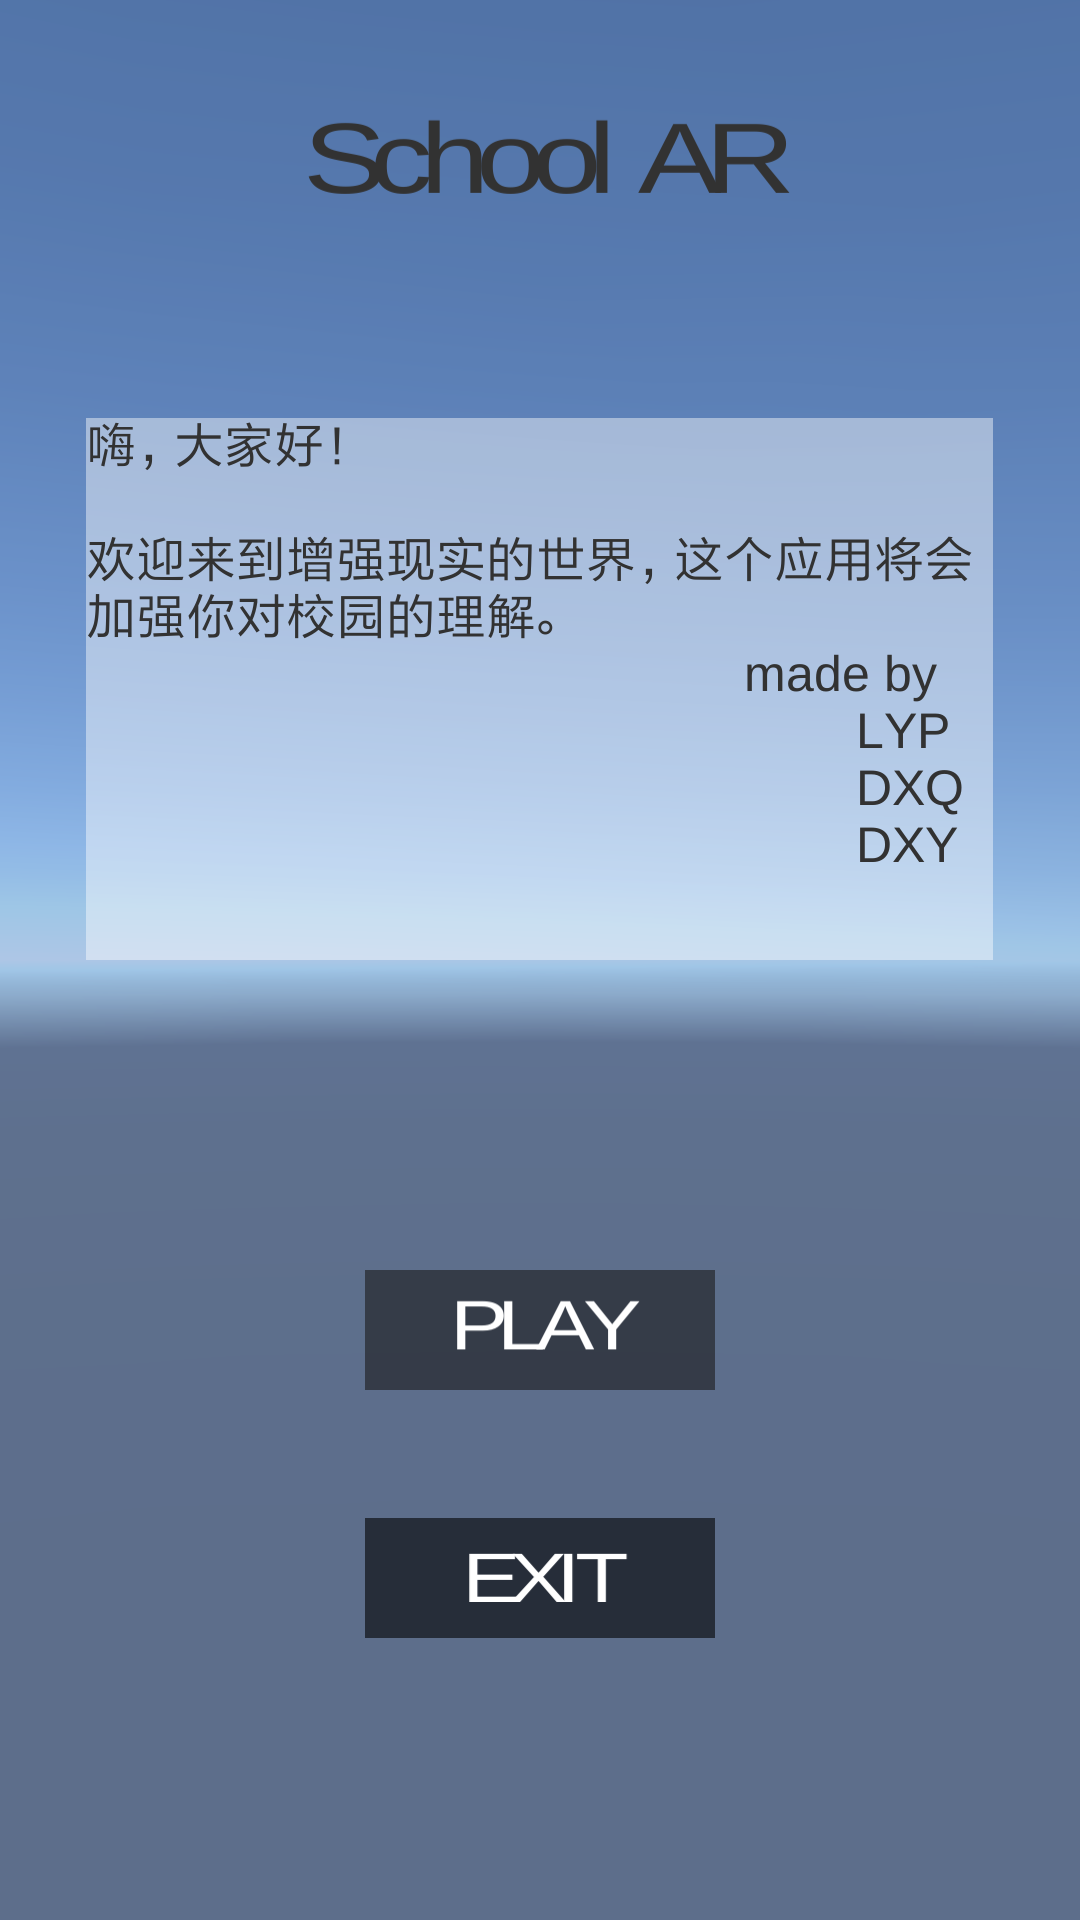 School AR
嗨，大家好！
欢迎来到增强现实的世界，这个应用将会
加强你对校园的理解。
made by
LYP
DXQ
DXY
PLAY
EXIT